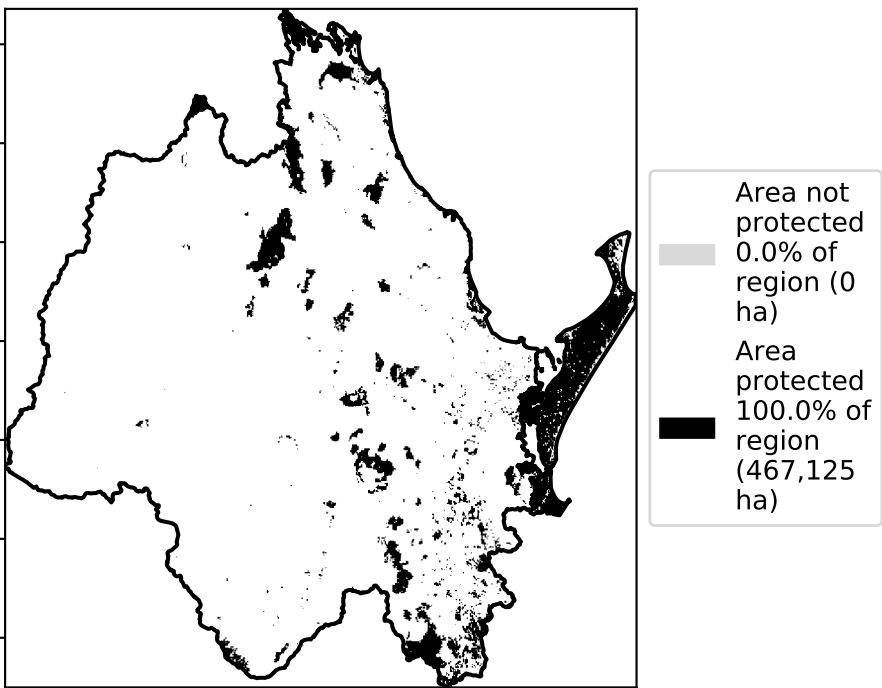 Area not
protected
0.0% of
region (0
ha)
Area
protected
100.0% of
region
(467,125
ha)